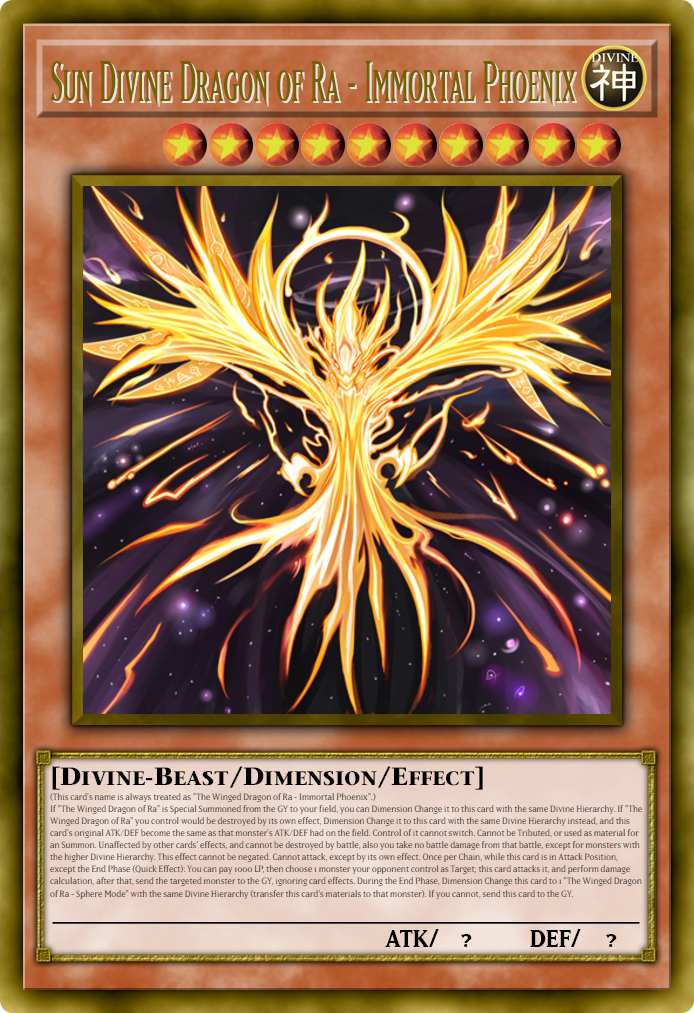 Sun Divine Dragon of Ra - Immortal Phoenix
DIVINE
神
[Divine-Beast/Dimension/Effect]
(This card's name is always treated as "The Winged Dragon of Ra - Immortal Phoenix".)
If "The Winged Dragon of Ra" is Special Summoned from the GY to your field, you can Dimension Change it to this card with the same Divine Hierarchy. If "The
Winged Dragon of Ra" you control would be destroyed by its own effect, Dimension Change it to this card with the same Divine Hierarchy instead, and this
card's original ATK/DEF become the same as that monster's ATK/DEF had on the field. Control of it cannot switch. Cannot be Tributed, or used as material for
an Summon. Unaffected by other cards' effects, and cannot be destroyed by battle, also you take no battle damage from that battle, except for monsters with
the higher Divine Hierarchy. This effect cannot be negated. Cannot attack, except by its own effect. Once per Chain, while this card is in Attack Position,
except the End Phase (Quick Effect): You can pay 1000 LP, then choose 1 monster your opponent control as Target; this card attacks it, and perform damage
calculation, after that, send the targeted monster to the GY, ignoring card effects. During the End Phase, Dimension Change this card to 1 "The Winged Dragon
of Ra - Sphere Mode" with the same Divine Hierarchy (transfer this card's materials to that monster). If you cannot, send this card to the GY.
ATK/ ? DEF/ ?